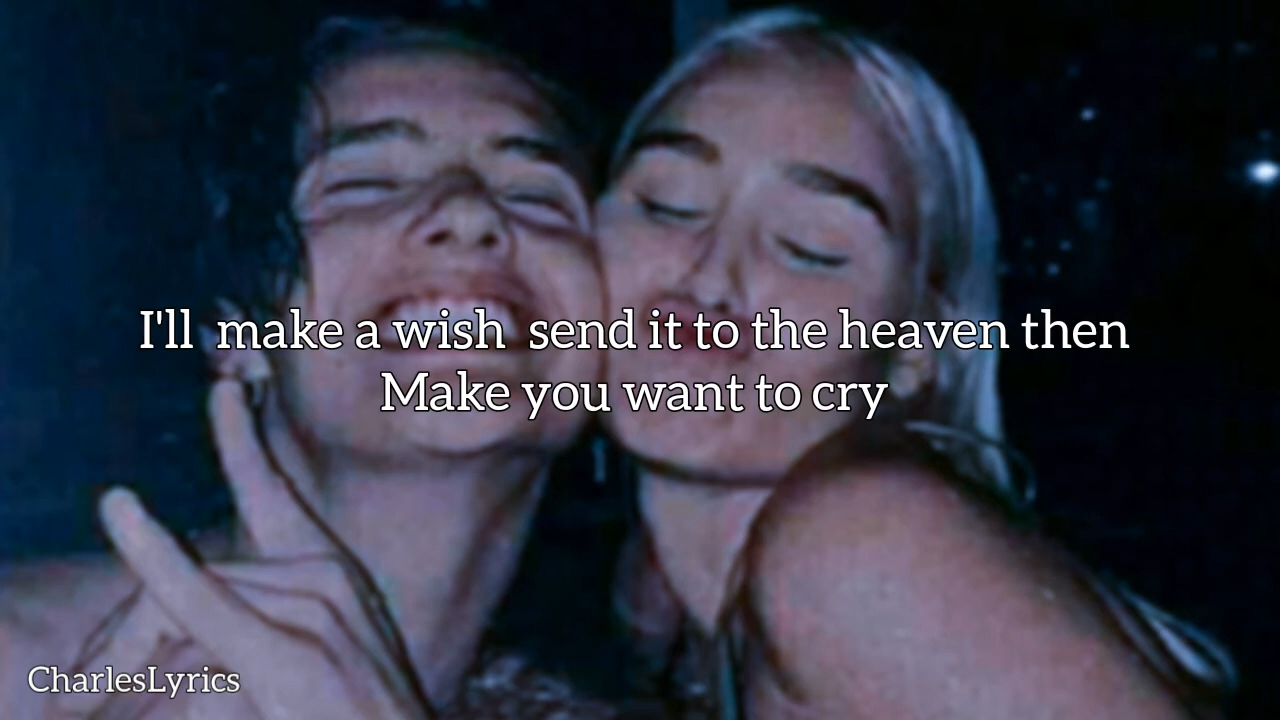 I'll make a wish send it to the heaven then
Make you want to cry
CharlesLyrics